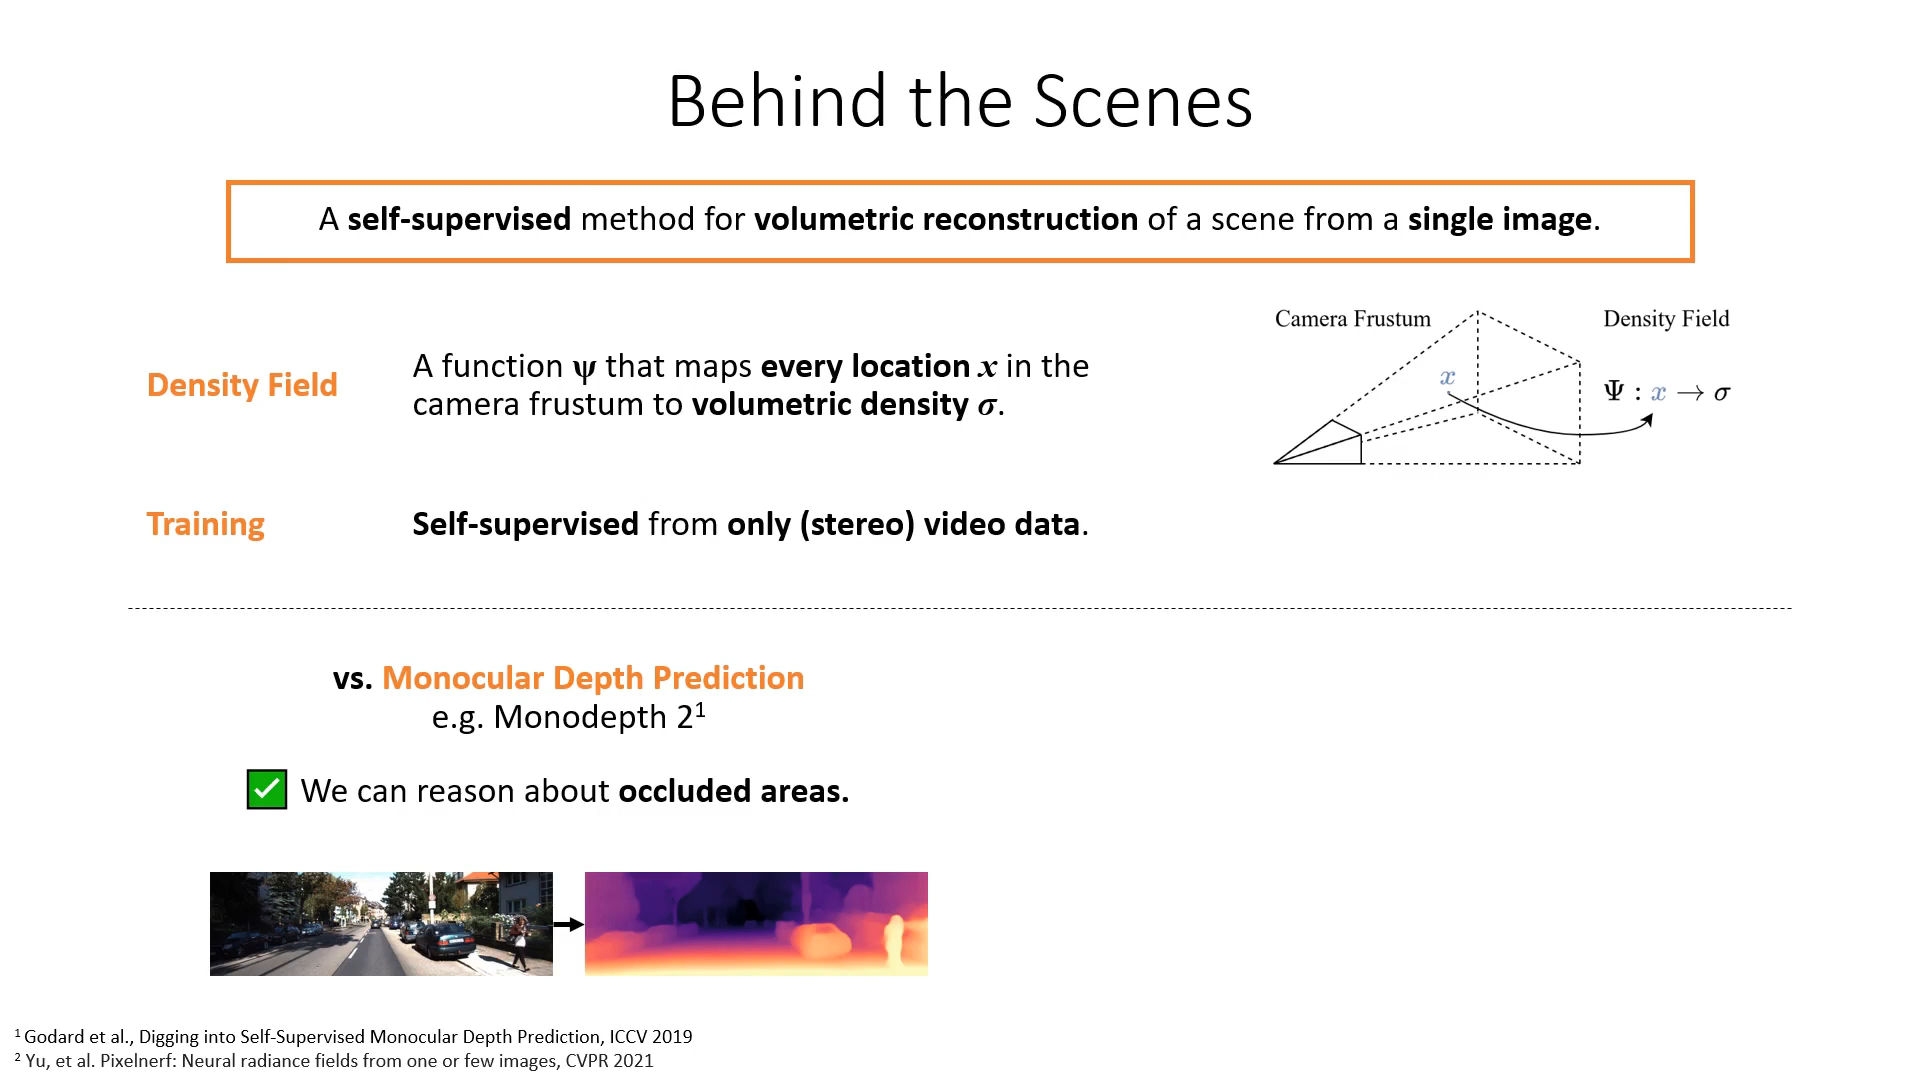 Behind the Scenes
A self-supervised method for volumetric reconstruction of a scene from a single image.
Density Field
A function ψ that maps every location x in the
camera frustum to volumetric density σ.
Camera Frustum
Density Field
x
Ψ : x → σ
Training
Self-supervised from only (stereo) video data.
vs. Monocular Depth Prediction
e.g. Monodepth 2¹
We can reason about occluded areas.
¹ Godard et al., Digging into Self-Supervised Monocular Depth Prediction, ICCV 2019
² Yu, et al. Pixelnerf: Neural radiance fields from one or few images, CVPR 2021